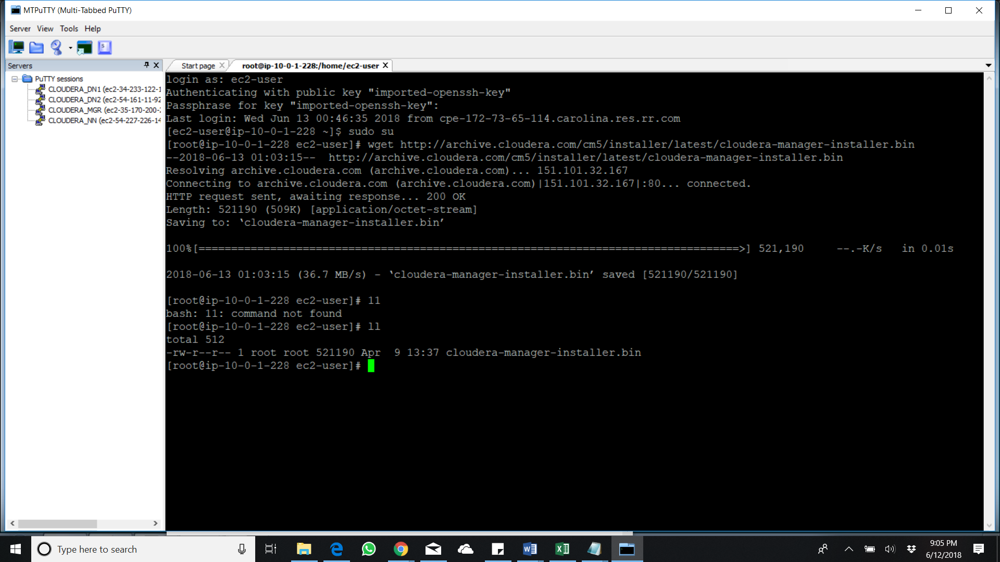 MTPuTTY (Multi-Tabbed PuTTY)
Server View Tools Help
Servers
Start page
root@ip-10-0-1-228:/home/ec2-user
PuTTY sessions
CLOUDERA_DN1 (ec2-34-233-122-1
CLOUDERA_DN2 (ec2-54-161-11-92
CLOUDERA_MGR (ec2-35-170-200-
CLOUDERA_NN (ec2-54-227-226-14
login as: ec2-user
Authenticating with public key "imported-openssh-key"
Passphrase for key "imported-openssh-key":
Last login: Wed Jun 13 00:46:35 2018 from cpe-172-73-65-114.carolina.res.rr.com
[ec2-user@ip-10-0-1-228 ~]$ sudo su
[root@ip-10-0-1-228 ec2-user]# wget http://archive.cloudera.com/cm5/installer/latest/cloudera-manager-installer.bin
--2018-06-13 01:03:15--  http://archive.cloudera.com/cm5/installer/latest/cloudera-manager-installer.bin
Resolving archive.cloudera.com (archive.cloudera.com)... 151.101.32.167
Connecting to archive.cloudera.com (archive.cloudera.com)|151.101.32.167|:80... connected.
HTTP request sent, awaiting response... 200 OK
Length: 521190 (509K) [application/octet-stream]
Saving to: ‘cloudera-manager-installer.bin’
100%[===================================================================================>] 521,190     --.-K/s   in 0.01s
2018-06-13 01:03:15 (36.7 MB/s) - ‘cloudera-manager-installer.bin’ saved [521190/521190]
[root@ip-10-0-1-228 ec2-user]# 11
bash: 11: command not found
[root@ip-10-0-1-228 ec2-user]# ll
total 512
-rw-r--r-- 1 root root 521190 Apr  9 13:37 cloudera-manager-installer.bin
[root@ip-10-0-1-228 ec2-user]#
Type here to search
9:05 PM
6/12/2018